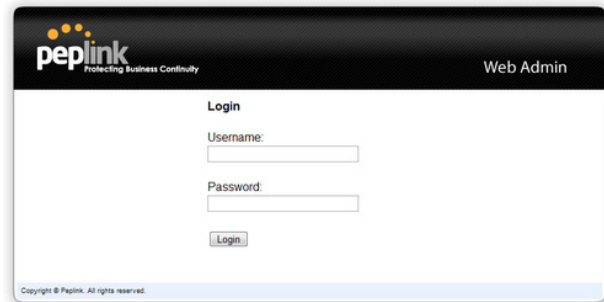 peplink
Protecting Business Continuity
Web Admin
Login
Username:
Password:
Login
Copyright © Peplink. All rights reserved.